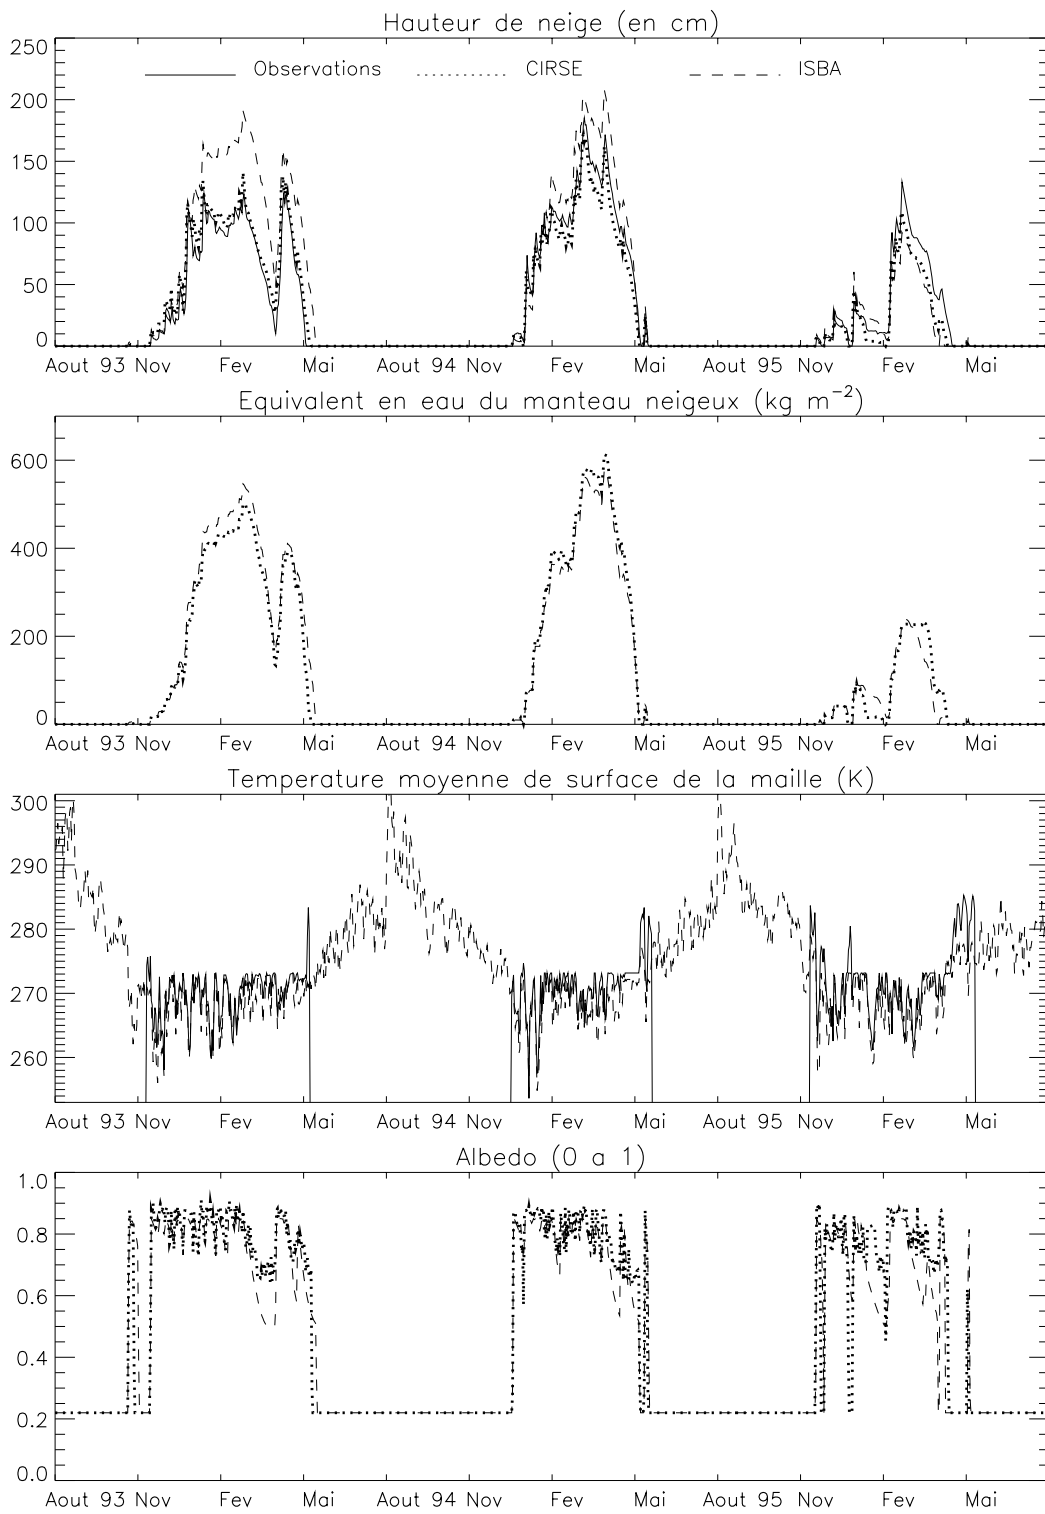 Hauteur de neige (en cm)
250
Observations CIRSE ISBA
200
150
100
50
0
Aout 93 Nov Fev Mai Aout 94 Nov Fev Mai Aout 95 Nov Fev Mai
Equivalent en eau du manteau neigeux (kg m⁻²)
600
400
200
0
Aout 93 Nov Fev Mai Aout 94 Nov Fev Mai Aout 95 Nov Fev Mai
Temperature moyenne de surface de la maille (K)
300
290
280
270
260
Aout 93 Nov Fev Mai Aout 94 Nov Fev Mai Aout 95 Nov Fev Mai
Albedo (0 a 1)
1.0
0.8
0.6
0.4
0.2
0.0
Aout 93 Nov Fev Mai Aout 94 Nov Fev Mai Aout 95 Nov Fev Mai